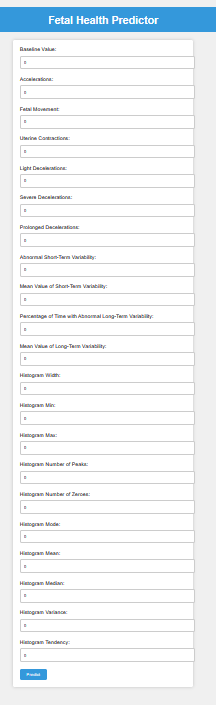 Fetal Health Predictor
Baseline Value:
0
Accelerations:
0
Fetal Movement:
0
Uterine Contractions:
0
Light Decelerations:
0
Severe Decelerations:
0
Prolonged Decelerations:
0
Abnormal Short-Term Variability:
0
Mean Value of Short-Term Variability:
0
Percentage of Time with Abnormal Long-Term Variability:
0
Mean Value of Long-Term Variability:
0
Histogram Width:
0
Histogram Min:
0
Histogram Max:
0
Histogram Number of Peaks:
0
Histogram Number of Zeroes:
0
Histogram Mode:
0
Histogram Mean:
0
Histogram Median:
0
Histogram Variance:
0
Histogram Tendency:
0
Predict